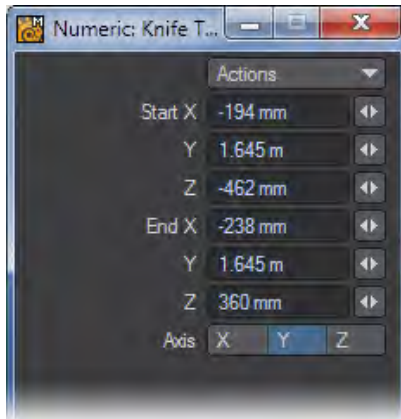 M
Numeric: Knife T...
Actions
Start X -194 mm
Y 1.645 m
Z -462 mm
End X -238 mm
Y 1.645 m
Z 360 mm
Axis X Y Z